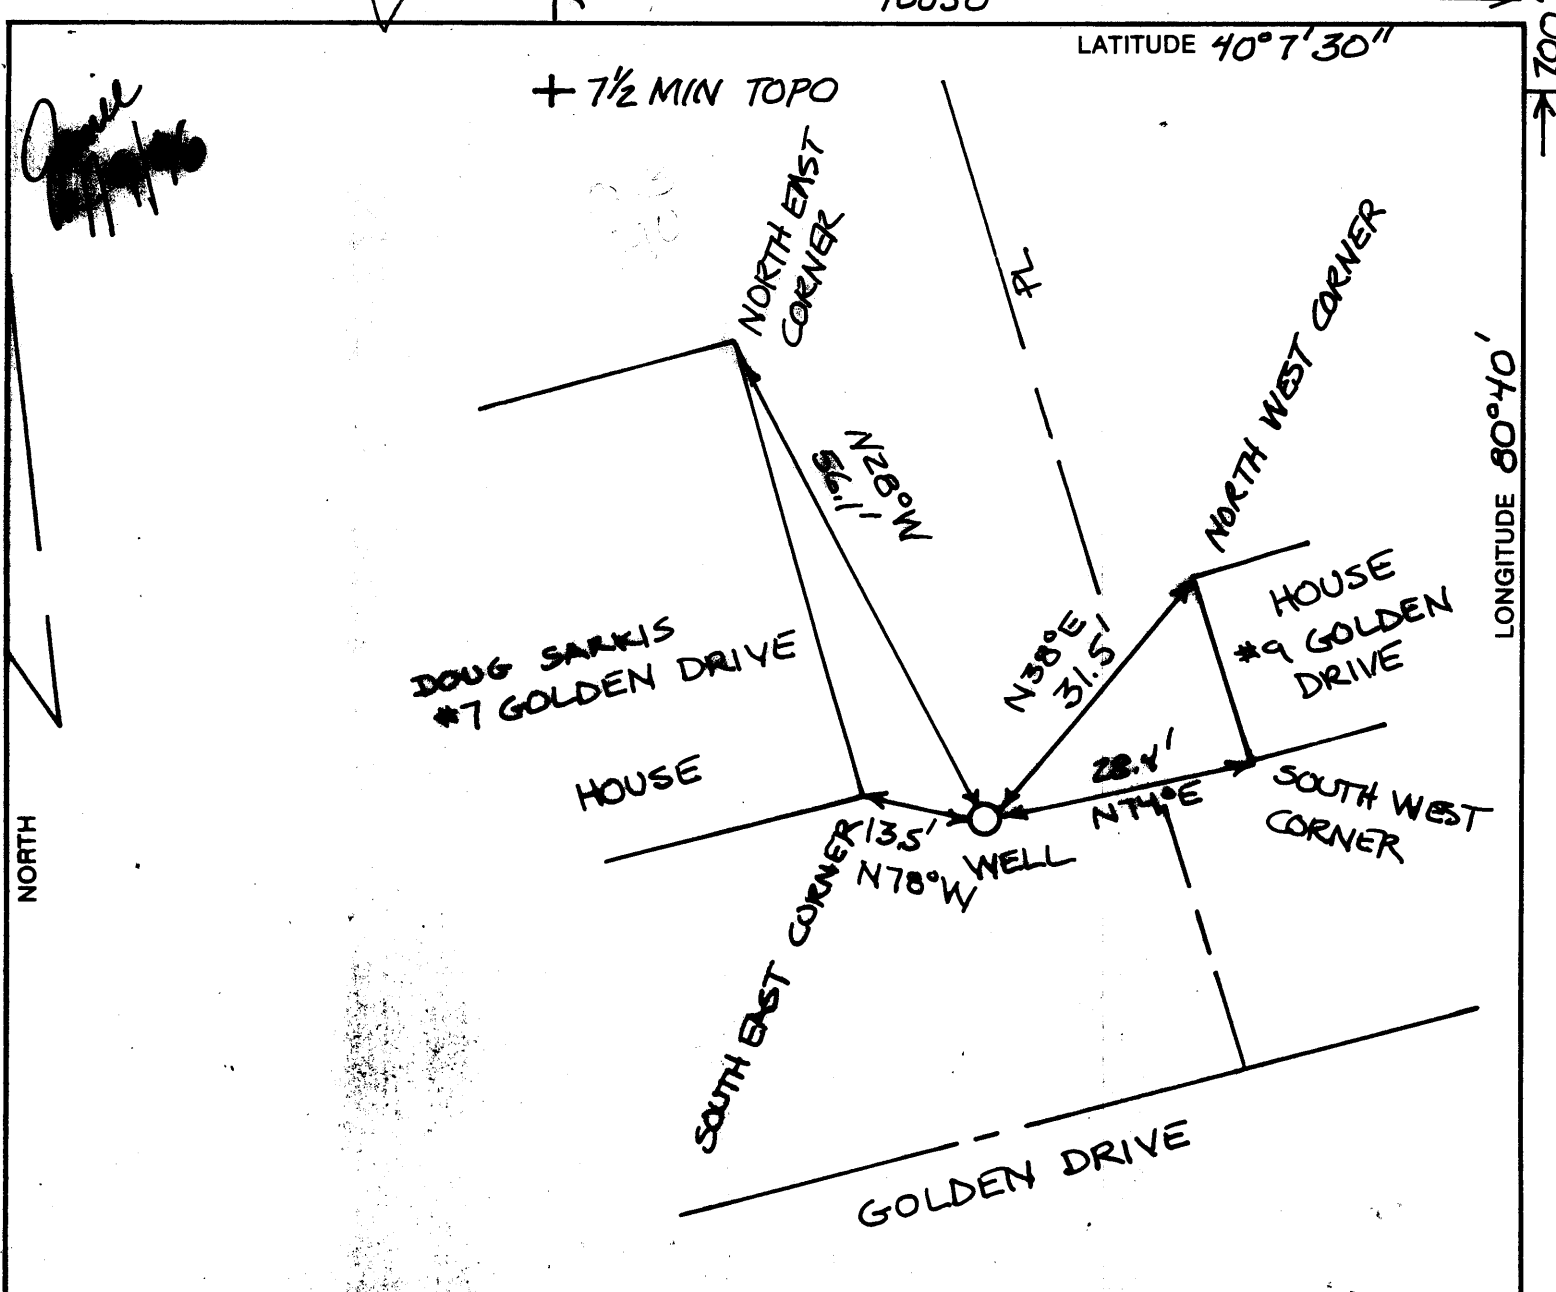 LATITUDE 40° 7' 30"
+ 7½ MIN TOPO
NORTH EAST
CORNER
PL
NORTH WEST CORNER
LONGITUDE 80°40'
N28°W
56.1'
HOUSE
#9 GOLDEN
DRIVE
N38°E
31.5'
DOUG SARKIS
#7 GOLDEN DRIVE
HOUSE
28.4'
N74°E
SOUTH WEST
CORNER
13.5'
N78°W
WELL
NORTH
SOUTH EAST CORNER
GOLDEN DRIVE